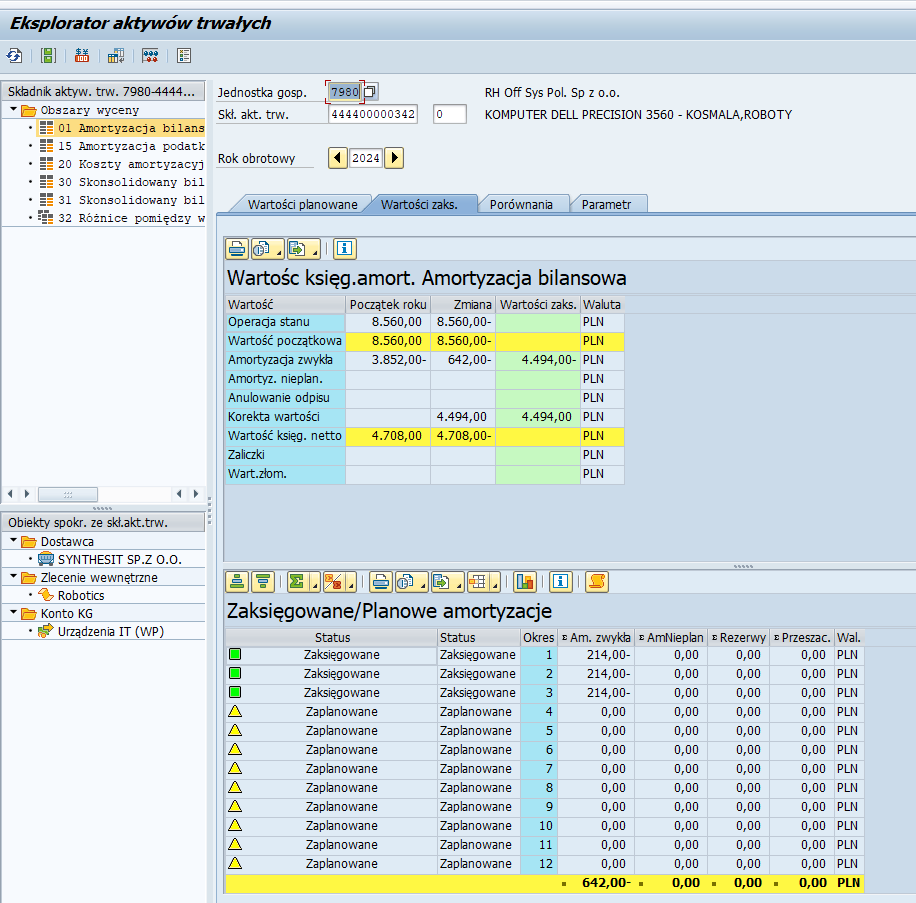 Eksplorator aktywów trwałych
Składnik aktyw. trw. 7980-4444...
Obszary wyceny
01 Amortyzacja bilans
15 Amortyzacja podatk
20 Koszty amortyzacyj
30 Skonsolidowany bil
31 Skonsolidowany bil
32 Różnice pomiędzy w
Obiekty spokr. ze skł.akt.trw.
Dostawca
SYNTHESIT SP.Z O.O.
Zlecenie wewnętrzne
Robotics
Konto KG
Urządzenia IT (WP)
Jednostka gosp. 7980 RH Off Sys Pol. Sp z o.o.
Skł. akt. trw. 444400000342 0 KOMPUTER DELL PRECISION 3560 - KOSMALA,ROBOTY
Rok obrotowy 2024
Wartości planowane Wartości zaks. Porównania Parametr
Wartośc księg.amort. Amortyzacja bilansowa
Wartość Początek roku Zmiana Wartości zaks. Waluta
Operacja stanu 8.560,00 8.560,00- PLN
Wartość początkowa 8.560,00 8.560,00- PLN
Amortyzacja zwykła 3.852,00- 642,00- 4.494,00- PLN
Amortyz. nieplan. PLN
Anulowanie odpisu PLN
Korekta wartości 4.494,00 4.494,00 PLN
Wartość księg. netto 4.708,00 4.708,00- PLN
Zaliczki PLN
Wart.złom. PLN
Zaksięgowane/Planowe amortyzacje
Status Status Okres Am. zwykła AmNieplan Rezerwy Przeszac. Wal.
Zaksięgowane Zaksięgowane 1 214,00- 0,00 0,00 0,00 PLN
Zaksięgowane Zaksięgowane 2 214,00- 0,00 0,00 0,00 PLN
Zaksięgowane Zaksięgowane 3 214,00- 0,00 0,00 0,00 PLN
Zaplanowane Zaplanowane 4 0,00 0,00 0,00 0,00 PLN
Zaplanowane Zaplanowane 5 0,00 0,00 0,00 0,00 PLN
Zaplanowane Zaplanowane 6 0,00 0,00 0,00 0,00 PLN
Zaplanowane Zaplanowane 7 0,00 0,00 0,00 0,00 PLN
Zaplanowane Zaplanowane 8 0,00 0,00 0,00 0,00 PLN
Zaplanowane Zaplanowane 9 0,00 0,00 0,00 0,00 PLN
Zaplanowane Zaplanowane 10 0,00 0,00 0,00 0,00 PLN
Zaplanowane Zaplanowane 11 0,00 0,00 0,00 0,00 PLN
Zaplanowane Zaplanowane 12 0,00 0,00 0,00 0,00 PLN
642,00- 0,00 0,00 0,00 PLN